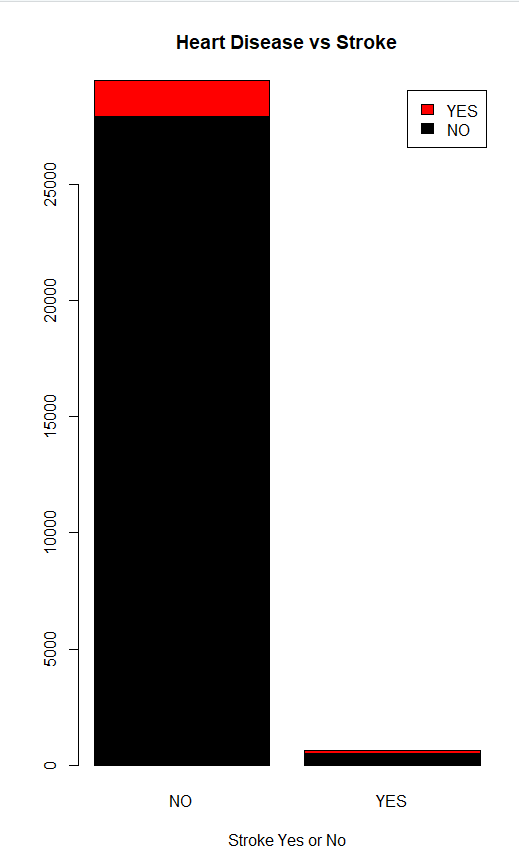 Heart Disease vs Stroke
YES
NO
25000
20000
15000
10000
5000
0
NO YES
Stroke Yes or No